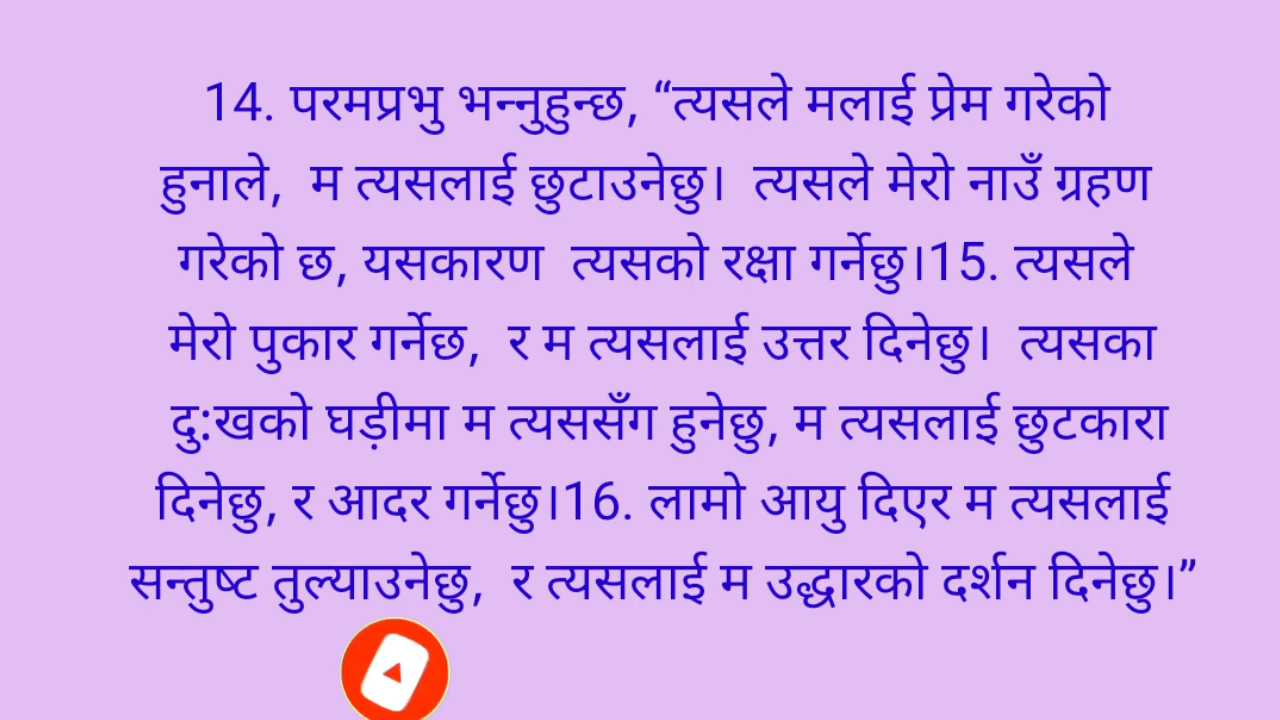 14. परमप्रभु भन्नुहुन्छ, “त्यसले मलाई प्रेम गरेको
हुनाले, म त्यसलाई छुटाउनेछु। त्यसले मेरो नाउँ ग्रहण
गरेको छ, यसकारण त्यसको रक्षा गर्नेछु।15. त्यसले
मेरो पुकार गर्नेछ, र म त्यसलाई उत्तर दिनेछु। त्यसका
दु:खको घड़ीमा म त्यससँग हुनेछु, म त्यसलाई छुटकारा
दिनेछु, र आदर गर्नेछु।16. लामो आयु दिएर म त्यसलाई
सन्तुष्ट तुल्याउनेछु, र त्यसलाई म उद्धारको दर्शन दिनेछु।”